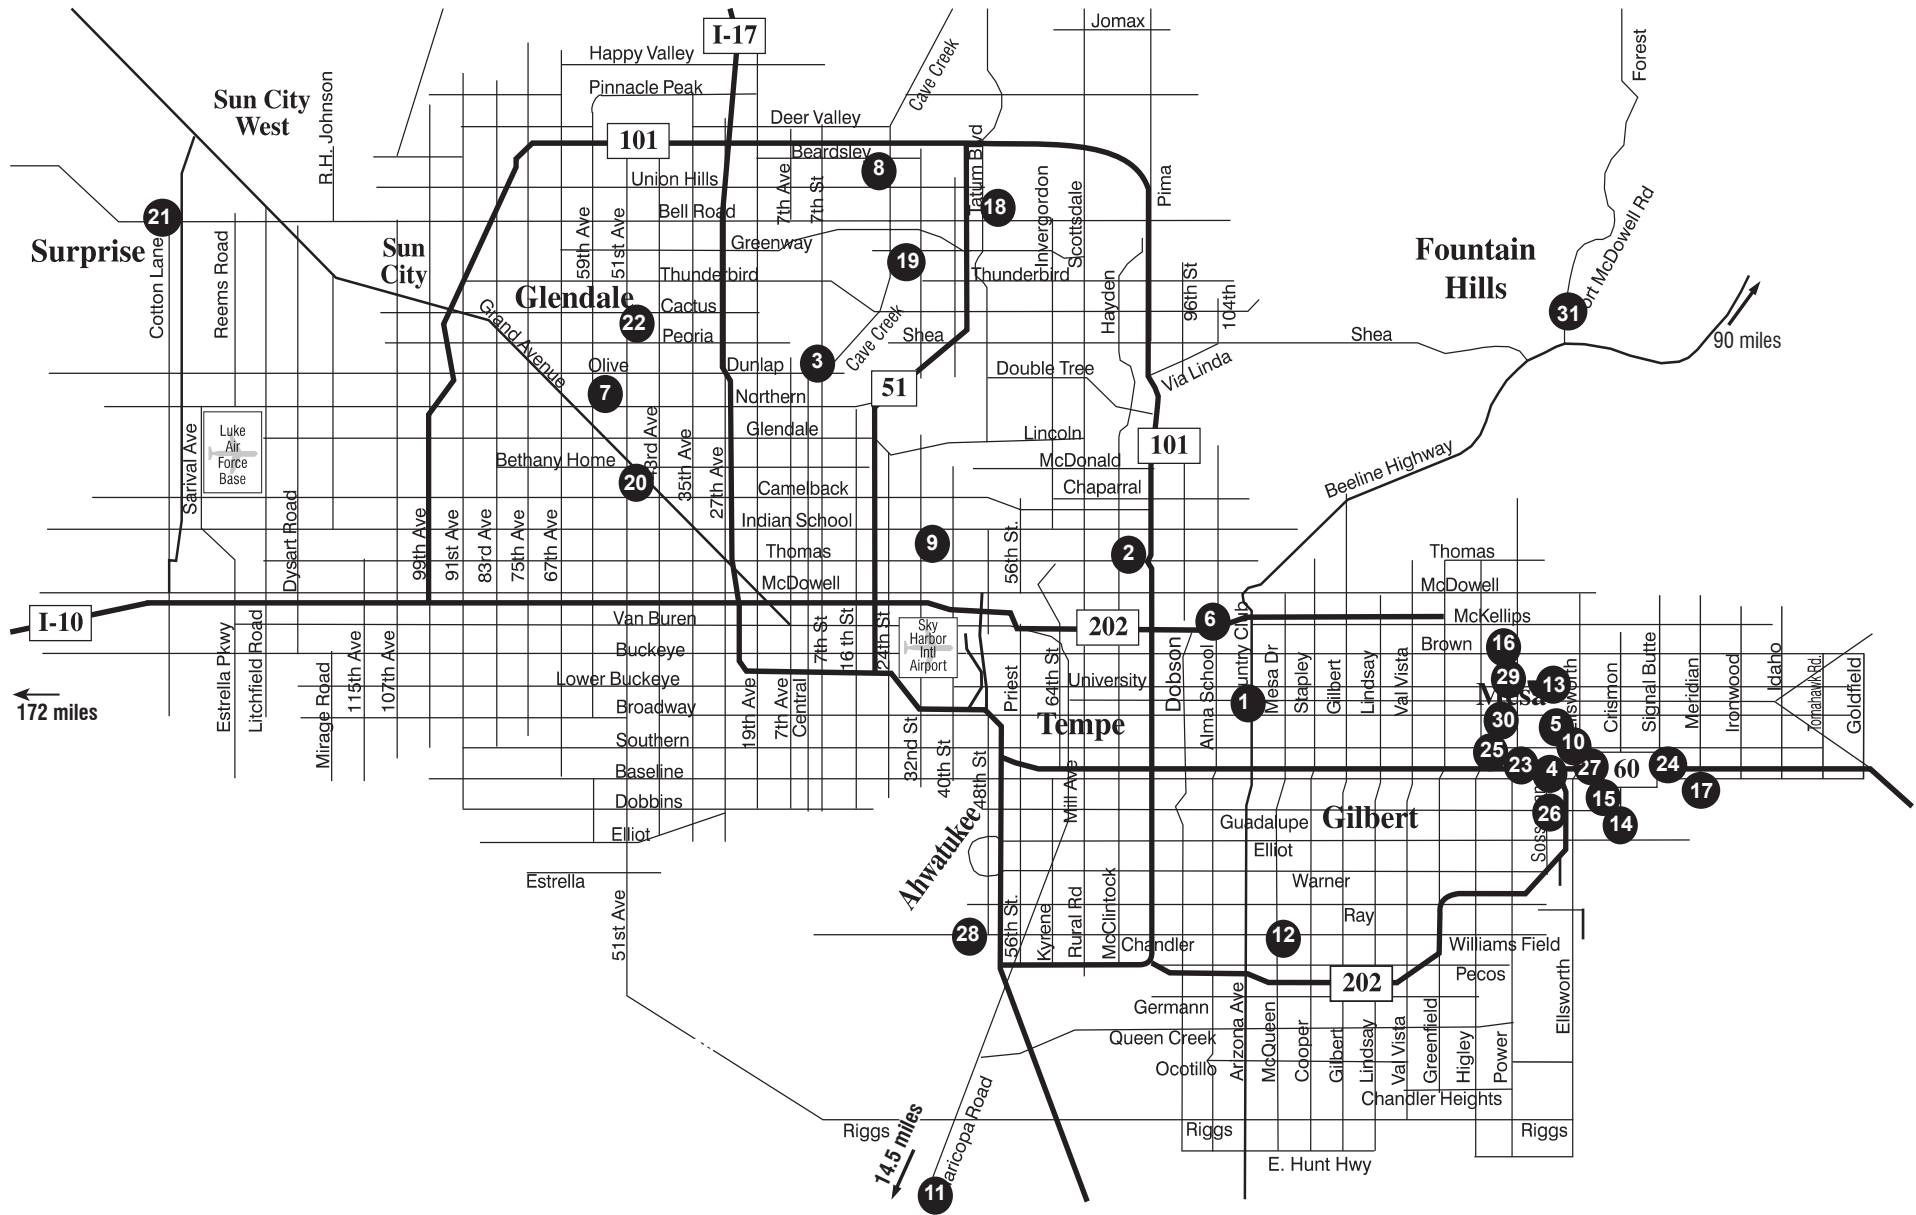 Jomax
I-17
Happy Valley
Cave Creek
Forest
Pinnacle Peak
Sun City
West
R.H. Johnson
Deer Valley
101
Beardsley
Tatum Blvd
8
Union Hills
7th Ave
7th St
Invergordon
Scottsdale
Pima
18
21
Bell Road
59th Ave
51st Ave
Fort McDowell Rd
Surprise
Cotton Lane
Reems Road
Sun
City
Greenway
19
Thunderbird
Thunderbird
Hayden
96th St
104th
Fountain
Hills
31
90 miles
Glendale
Cactus
22
Grand Avenue
Peoria
Cave Creek
Shea
Shea
Olive
Dunlap
3
Double Tree
Via Linda
7
51
Northern
Sarival Ave
Luke
Air
Force
Base
43rd Ave
35th Ave
27th Ave
Glendale
Lincoln
101
Bethany Home
McDonald
Beeline Highway
20
Camelback
Chaparral
Dysart Road
99th Ave
91st Ave
83rd Ave
75th Ave
67th Ave
Indian School
56th St.
9
2
Thomas
Thomas
McDowell
McDowell
I-10
Van Buren
7th St
16 th St
24th St
Sky
Harbor
Intl
Airport
202
6
Country Club
McKellips
Estrella Pkwy
Litchfield Road
Mirage Road
115th Ave
107th Ave
Buckeye
Brown
16
Lower Buckeye
Priest
64th St
University
Dobson
Alma School
Mesa Dr
Stapley
Gilbert
Lindsay
Val Vista
29
13
Mesa
Ellsworth
Crismon
Signal Butte
Meridian
Ironwood
Idaho
Tomahawk Rd.
Goldfield
172 miles
Broadway
19th Ave
7th Ave
Central
1
Tempe
30
5
Southern
32nd St
40th St
48th St
10
25
Baseline
Mill Ave
23
4
27
60
24
17
Dobbins
15
Guadalupe
Gilbert
26
14
Elliot
Ahwatukee
Elliot
Estrella
Warner
51st Ave
28
56th St.
Kyrene
Rural Rd
McClintock
Ray
12
Chandler
Williams Field
Pecos
202
Ellsworth
Germann
Arizona Ave
McQueen
Cooper
Gilbert
Lindsay
Val Vista
Greenfield
Higley
Power
Queen Creek
Ocotillo
Chandler Heights
Maricopa Road
14.5 miles
Riggs
Riggs
Riggs
E. Hunt Hwy
11